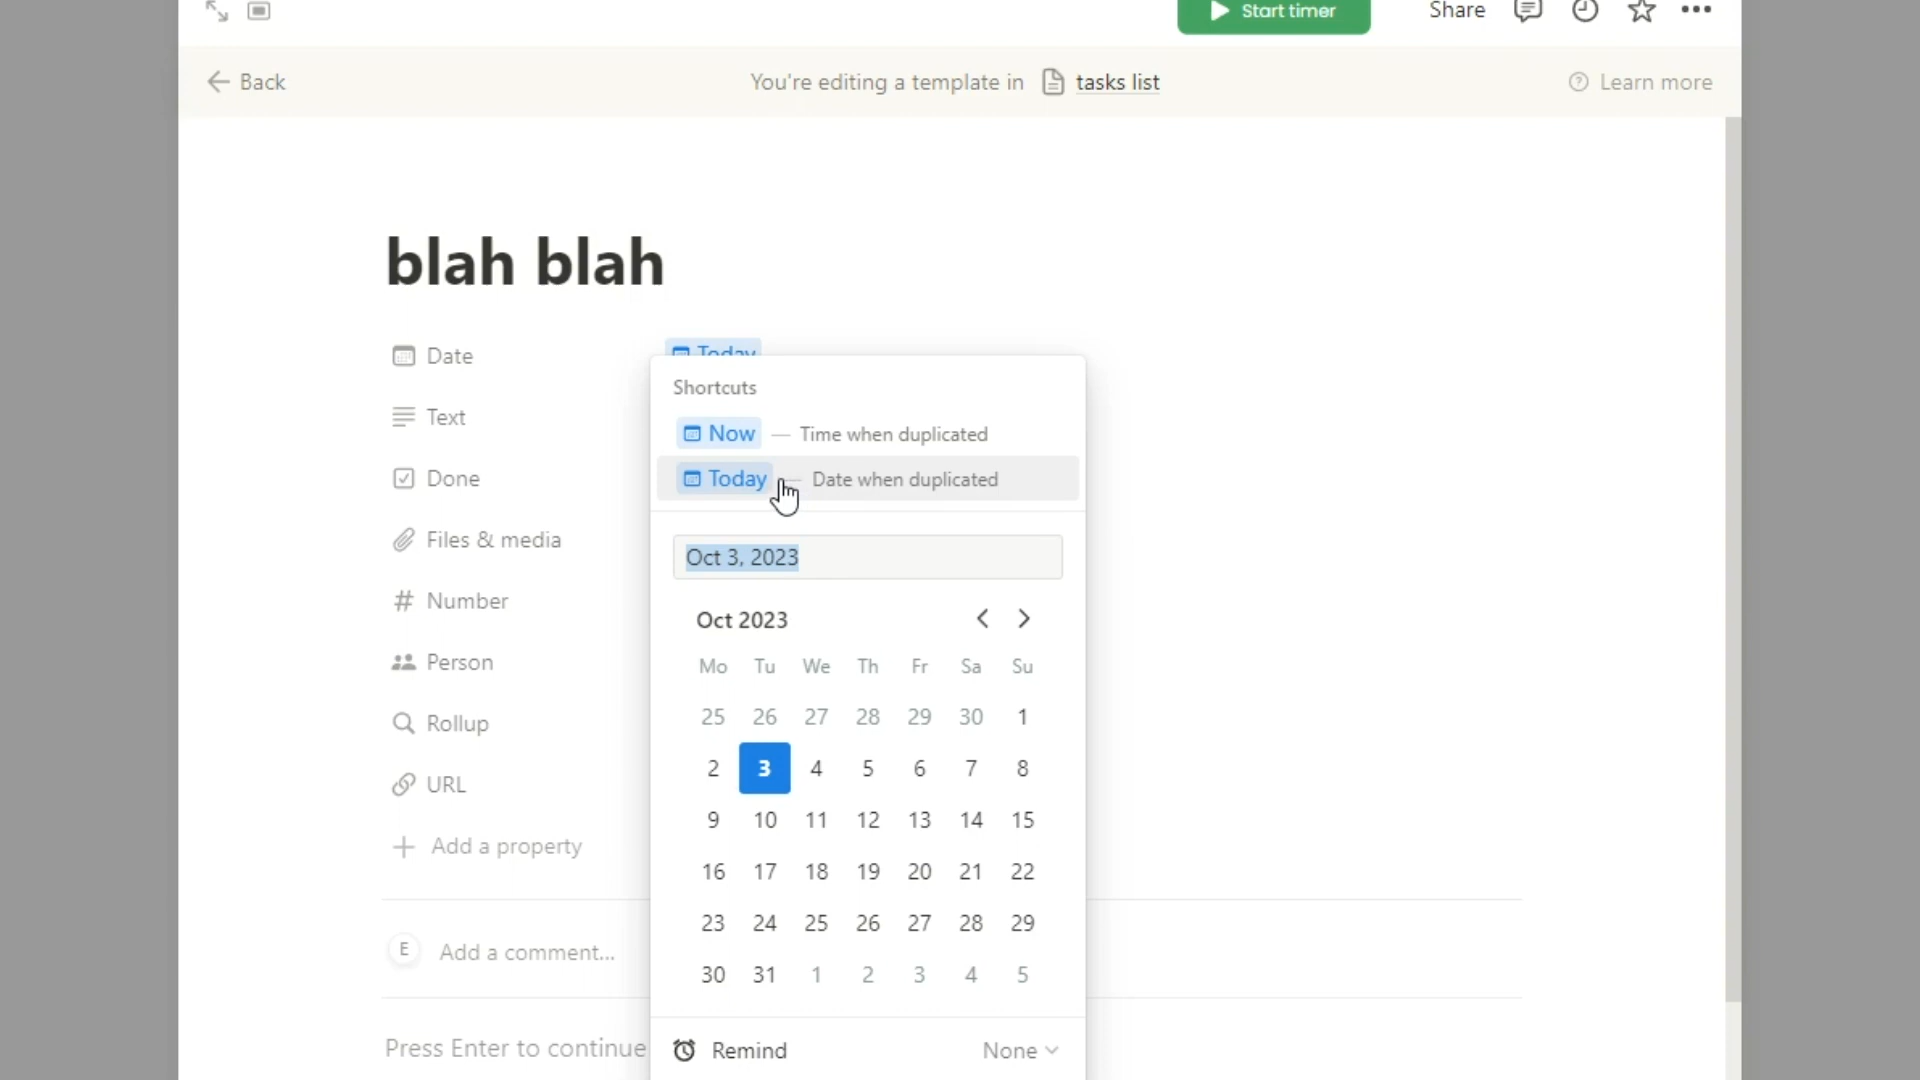 Start timer
Share
Back
You're editing a template in tasks list
Learn more
blah blah
Date
Today
Text
Done
Files & media
Number
Person
Rollup
URL
Add a property
E
Add a comment...
Press Enter to continue
Shortcuts
Now — Time when duplicated
Today — Date when duplicated
Oct 3, 2023
Oct 2023
Mo Tu We Th Fr Sa Su
25 26 27 28 29 30 1
2 3 4 5 6 7 8
9 10 11 12 13 14 15
16 17 18 19 20 21 22
23 24 25 26 27 28 29
30 31 1 2 3 4 5
Remind None